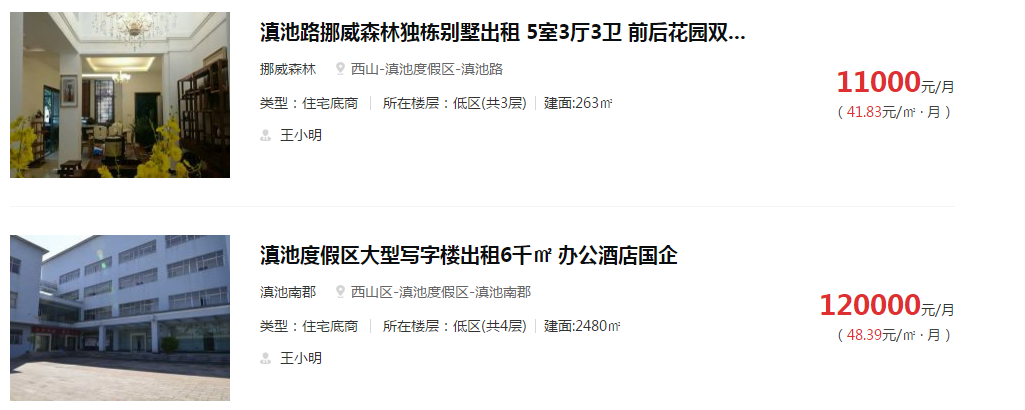 滇池路挪威森林独栋别墅出租 5室3厅3卫 前后花园双...
挪威森林 西山-滇池度假区-滇池路
11000元/月
类型：住宅底商 | 所在楼层：低区(共3层) | 建面:263㎡
（41.83元/㎡·月）
王小明
滇池度假区大型写字楼出租6千㎡ 办公酒店国企
滇池南郡 西山区-滇池度假区-滇池南郡
120000元/月
类型：住宅底商 | 所在楼层：低区(共4层) | 建面:2480㎡
（48.39元/㎡·月）
王小明